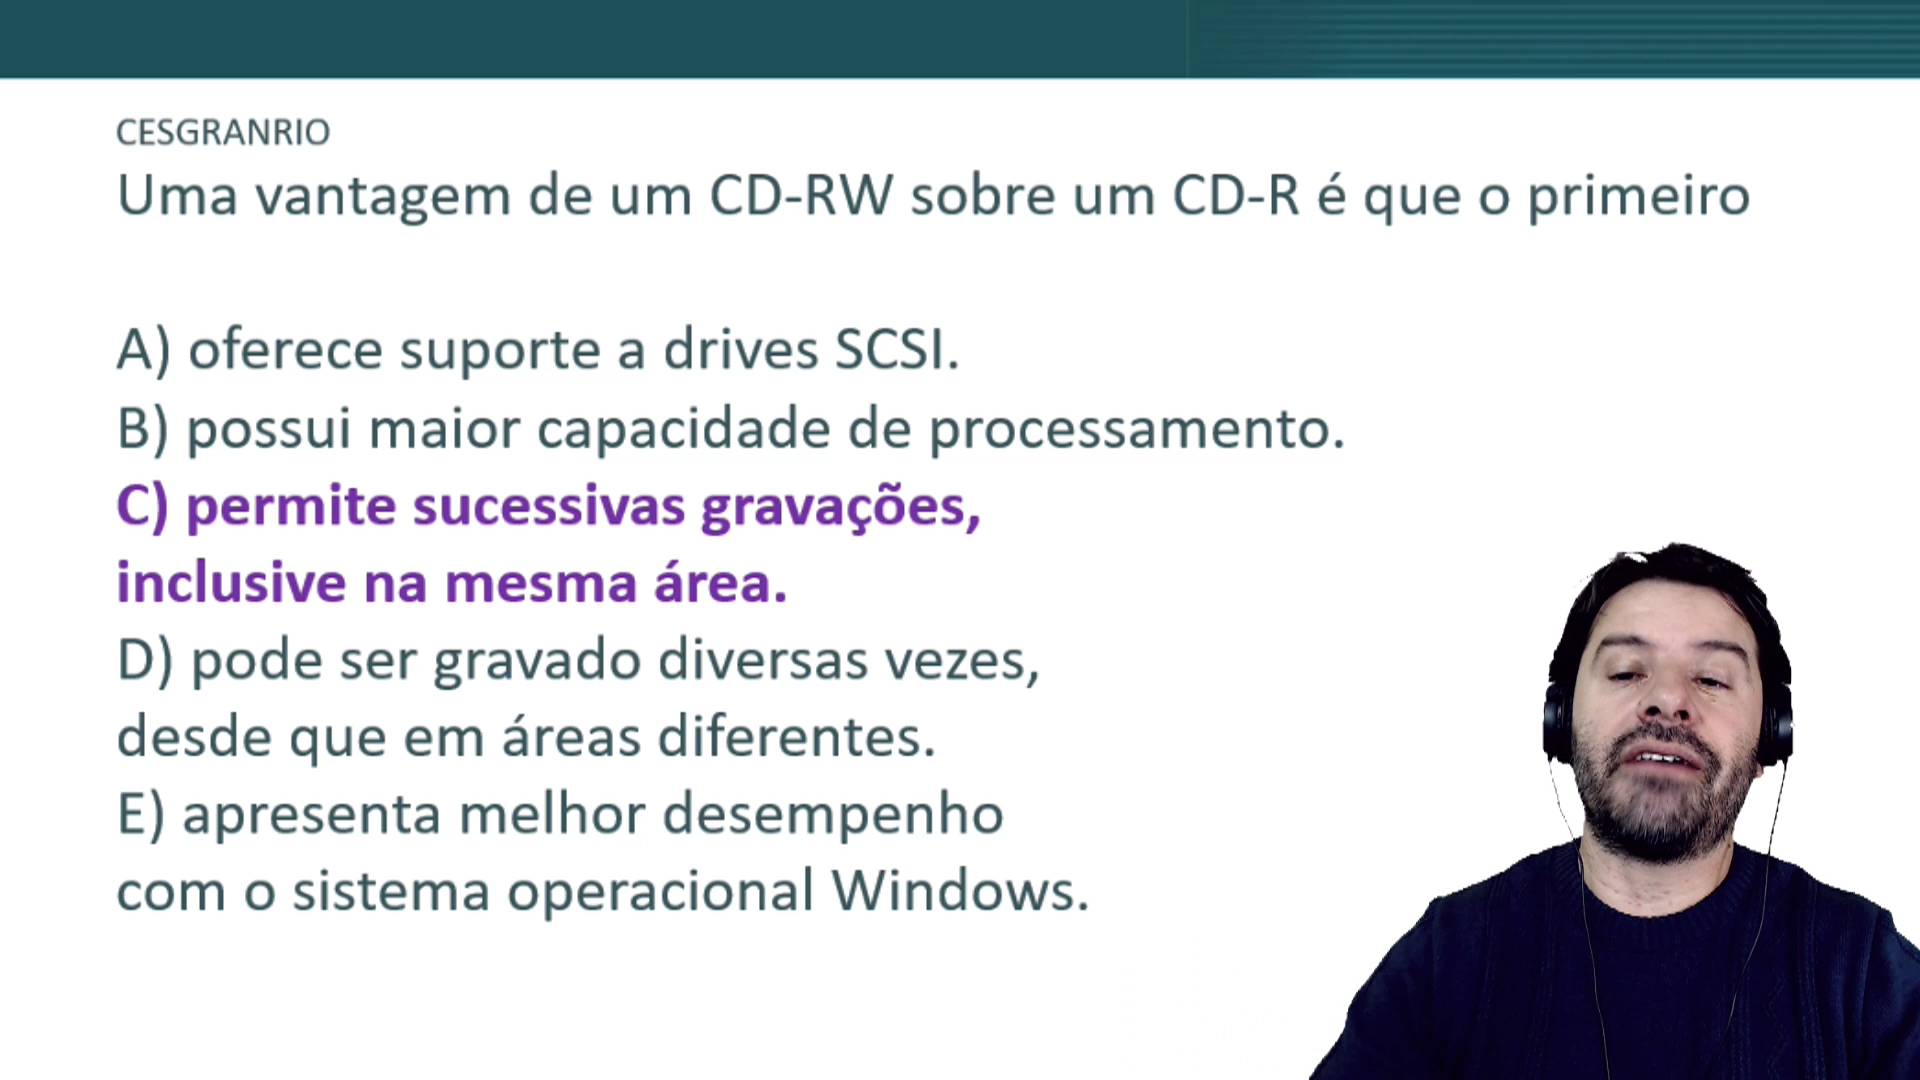 CESGRANRIO
Uma vantagem de um CD-RW sobre um CD-R é que o primeiro
A) oferece suporte a drives SCSI.
B) possui maior capacidade de processamento.
C) permite sucessivas gravações,
inclusive na mesma área.
D) pode ser gravado diversas vezes,
desde que em áreas diferentes.
E) apresenta melhor desempenho
com o sistema operacional Windows.